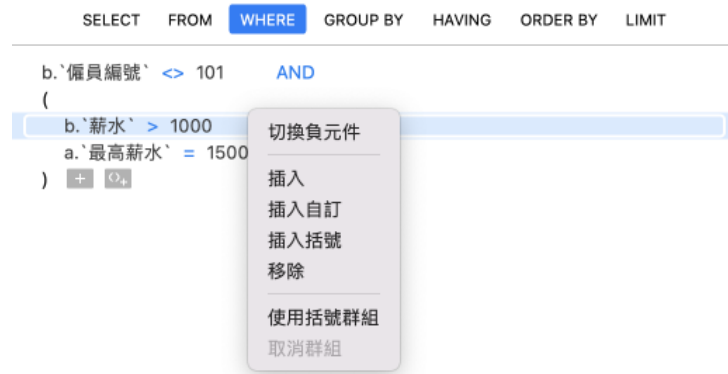 SELECT FROM WHERE GROUP BY HAVING ORDER BY LIMIT
b.`僱員編號` <> 101 AND
(
b.`薪水` > 1000
a.`最高薪水` = 1500
) + <>+
切換負元件
插入
插入自訂
插入括號
移除
使用括號群組
取消群組